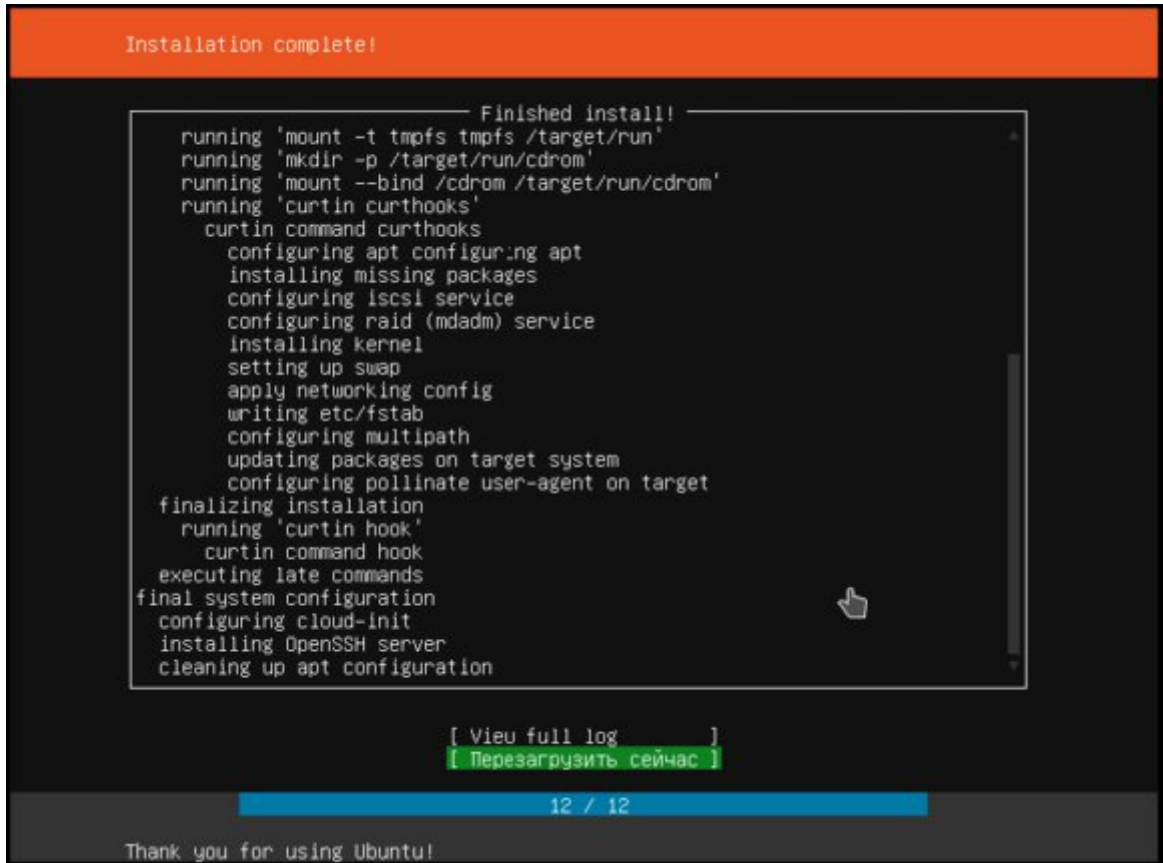 Installation complete!
Finished install!
running 'mount -t tmpfs tmpfs /target/run'
running 'mkdir -p /target/run/cdrom'
running 'mount --bind /cdrom /target/run/cdrom'
running 'curtin curthooks'
curtin command curthooks
configuring apt configur:ng apt
installing missing packages
configuring iscsi service
configuring raid (mdadm) service
installing kernel
setting up swap
apply networking config
writing etc/fstab
configuring multipath
updating packages on target system
configuring pollinate user-agent on target
finalizing installation
running 'curtin hook'
curtin command hook
executing late commands
final system configuration
configuring cloud-init
installing OpenSSH server
cleaning up apt configuration
[ Vieu full log ]
[ Перезагрузить сейчас ]
12 / 12
Thank you for using Ubuntu!